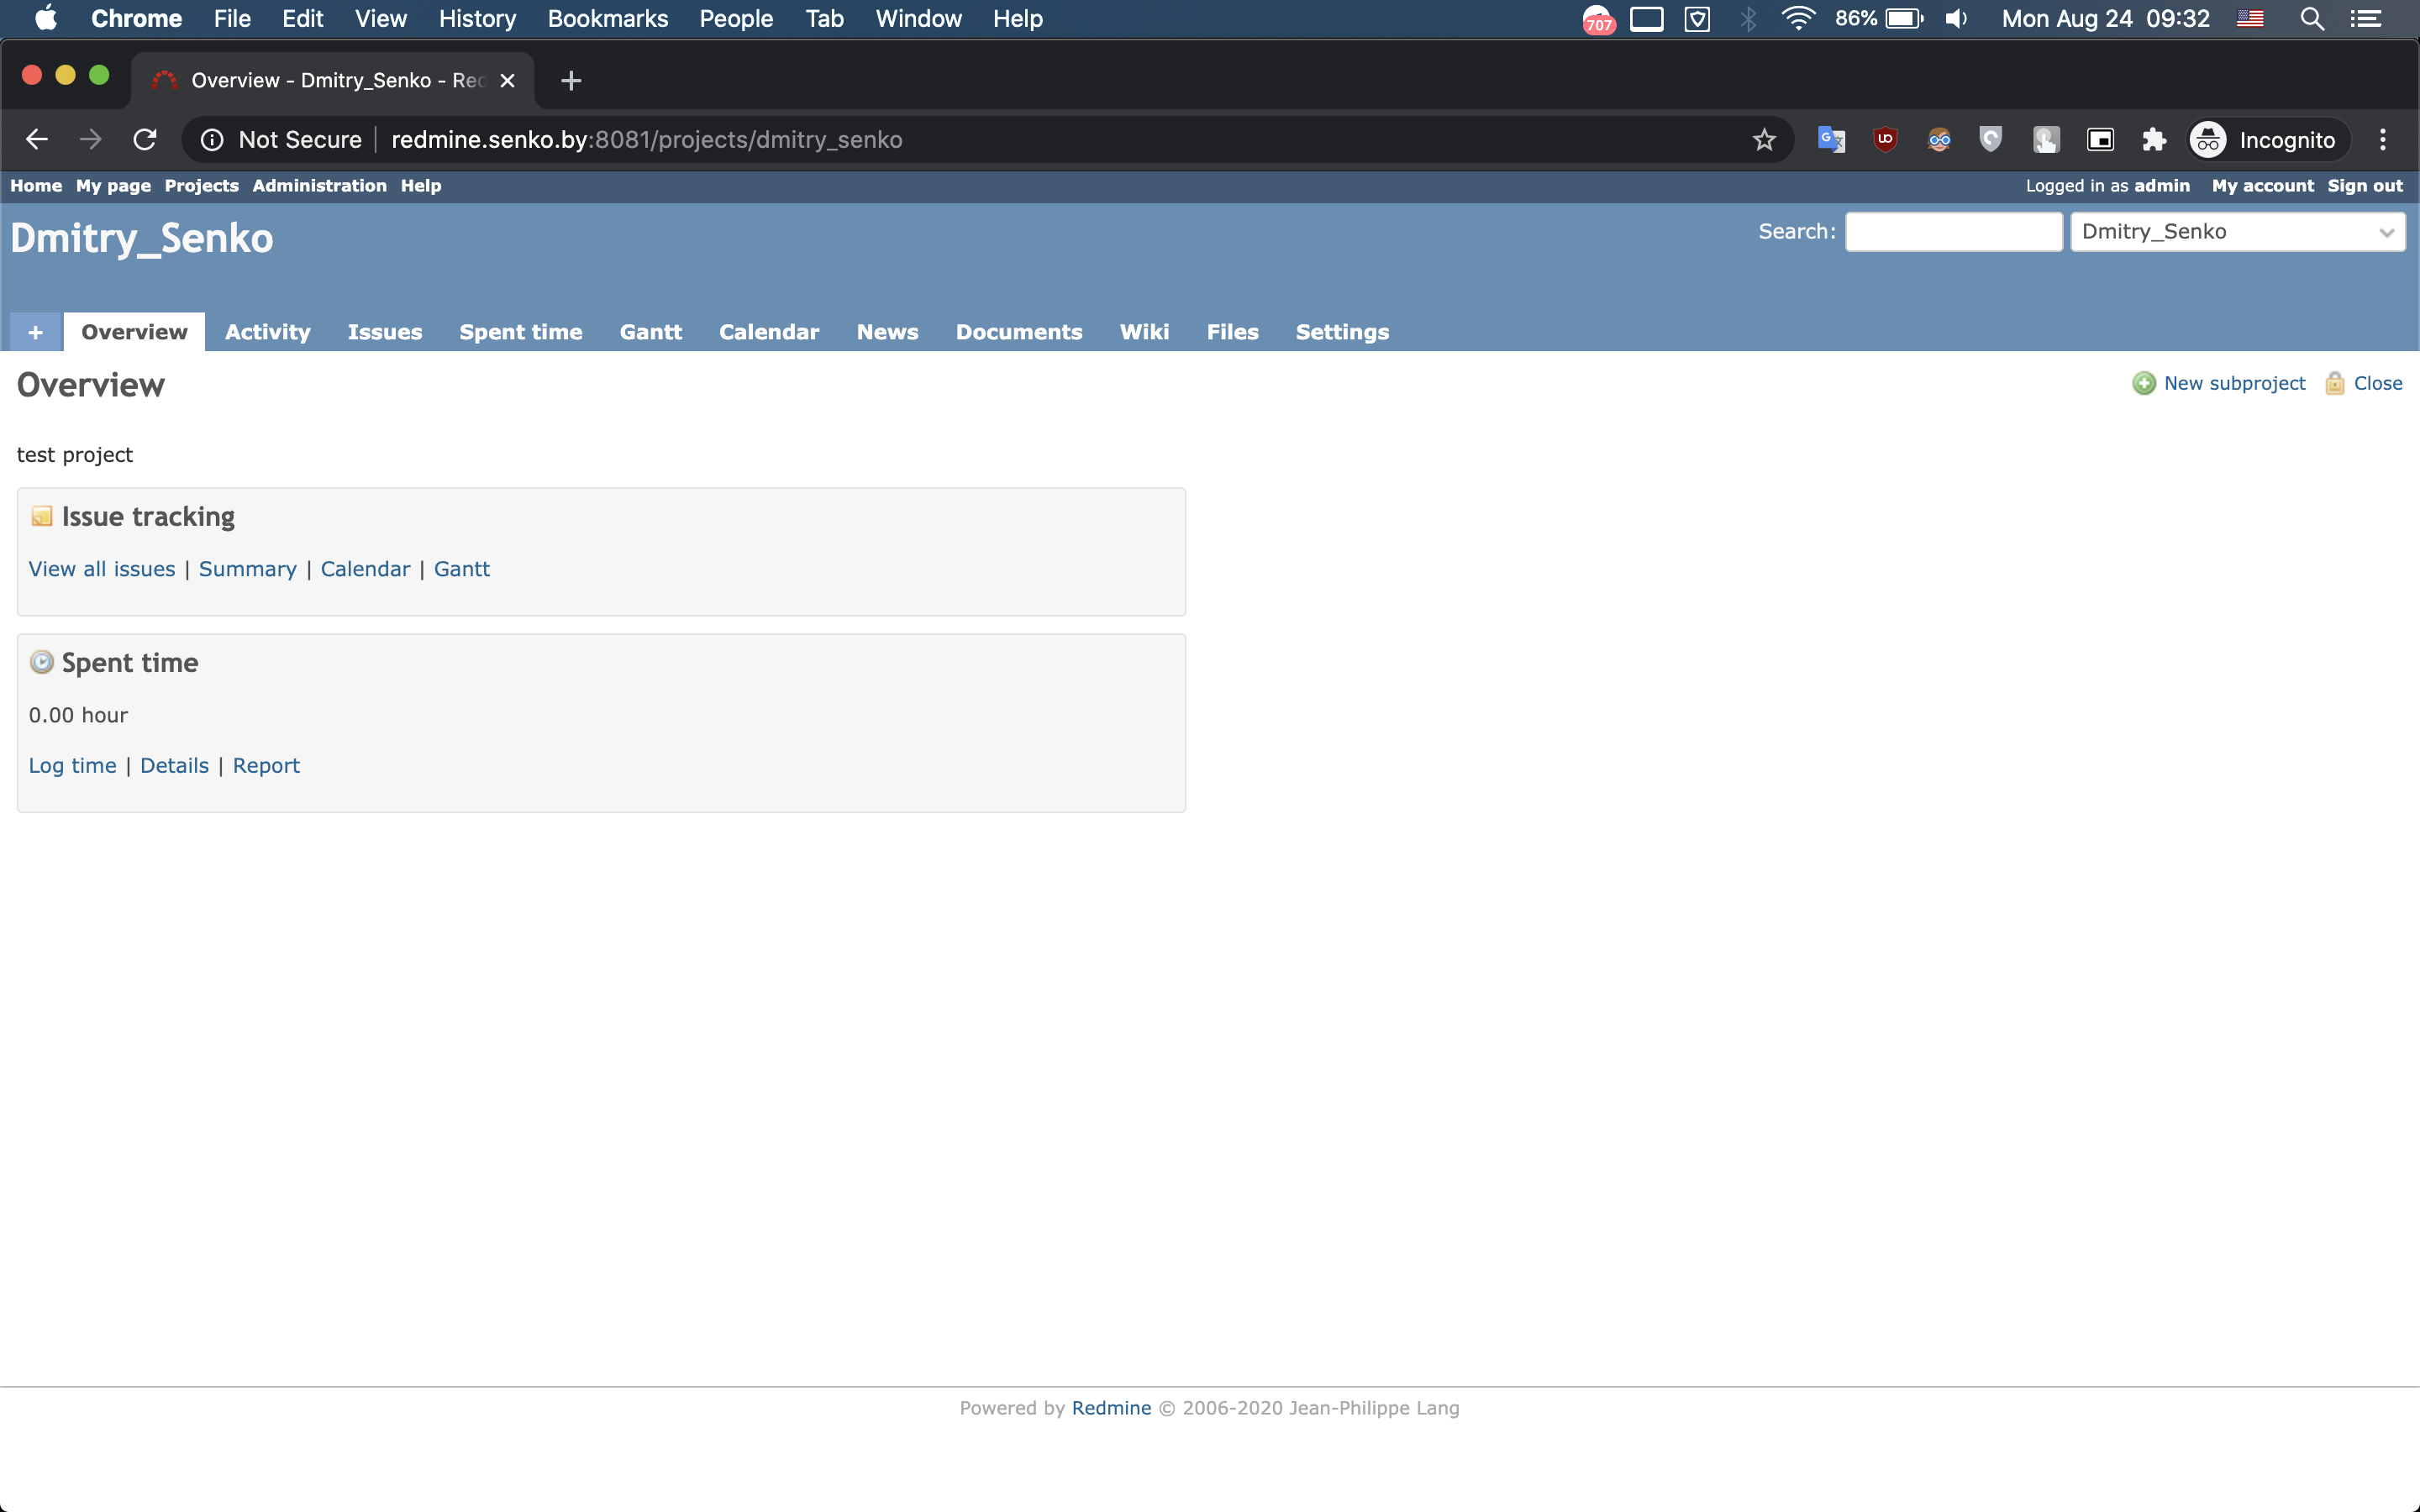 Chrome File Edit View History Bookmarks People Tab Window Help 707 86% Mon Aug 24 09:32
Overview - Dmitry_Senko - Red
Not Secure redmine.senko.by:8081/projects/dmitry_senko Incognito
Home My page Projects Administration Help Logged in as admin My account Sign out
Dmitry_Senko Search: Dmitry_Senko
+ Overview Activity Issues Spent time Gantt Calendar News Documents Wiki Files Settings
Overview New subproject Close
test project
Issue tracking
View all issues | Summary | Calendar | Gantt
Spent time
0.00 hour
Log time | Details | Report
Powered by Redmine © 2006-2020 Jean-Philippe Lang